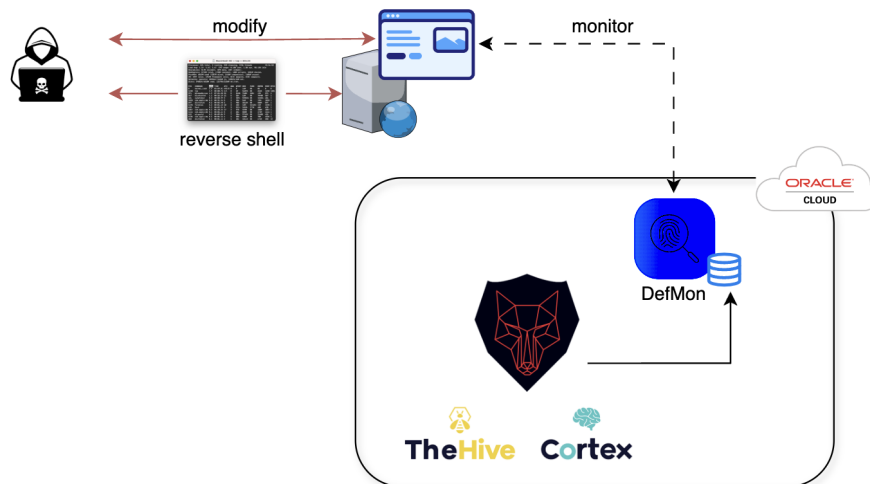 modify
monitor
reverse shell
ORACLE
CLOUD
DefMon
TheHive
Cortex